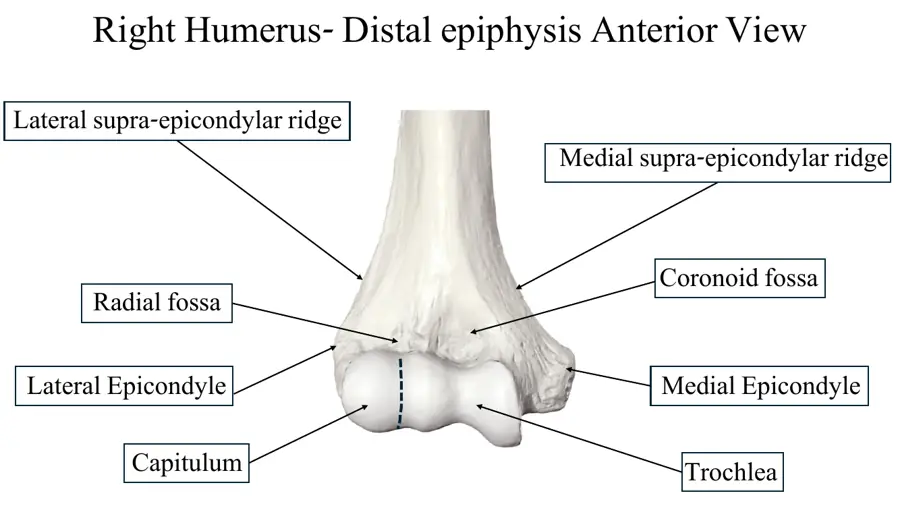 Right Humerus- Distal epiphysis Anterior View
Lateral supra-epicondylar ridge
Medial supra-epicondylar ridge
Radial fossa
Coronoid fossa
Lateral Epicondyle
Medial Epicondyle
Capitulum
Trochlea